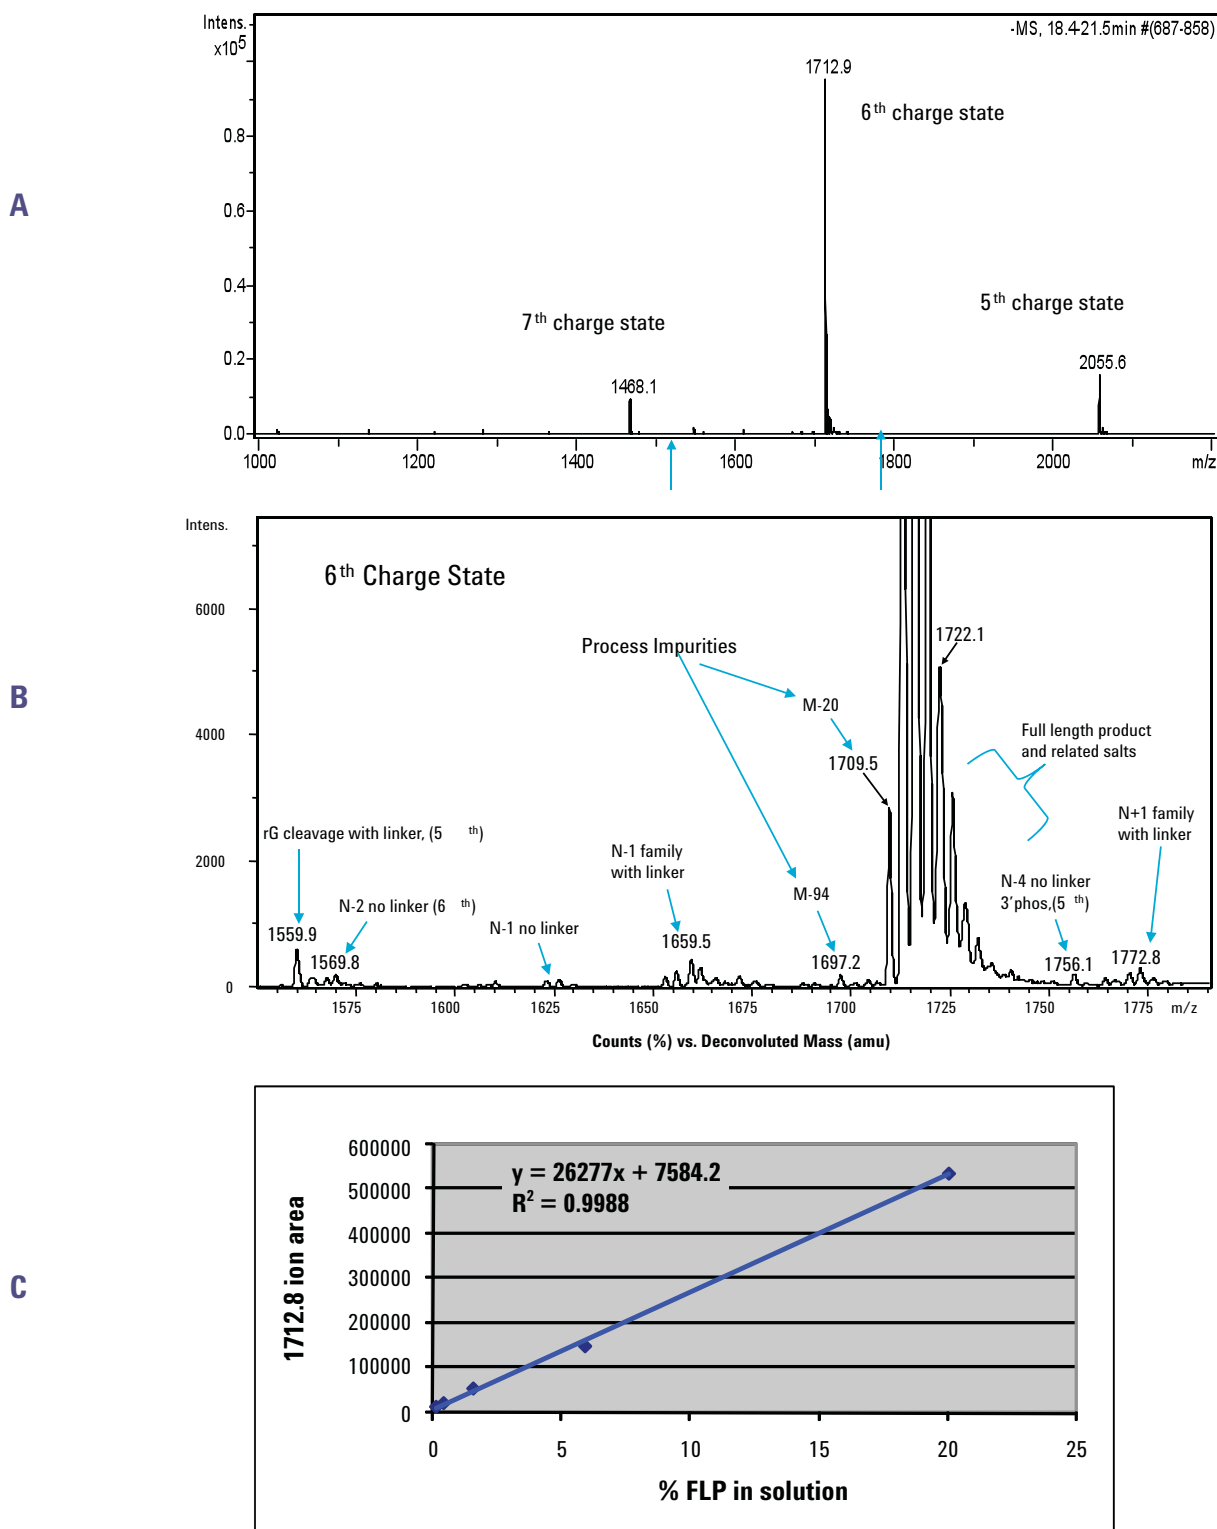 Intens.
x10⁵
-MS, 18.4-21.5min #(687-858)
1712.9
6th charge state
0.8
A
0.6
0.4
7th charge state
5th charge state
0.2
1468.1
2055.6
0.0
1000
1200
1400
1600
1800
2000
m/z
Intens.
6th Charge State
6000
Process Impurities
1722.1
B
M-20
4000
1709.5
Full length product
and related salts
rG cleavage with linker, (5th)
N-1 family
with linker
N+1 family
with linker
2000
N-2 no linker (6th)
M-94
N-4 no linker
3'phos,(5th)
N-1 no linker
1559.9
1569.8
1659.5
1697.2
1756.1
1772.8
0
1575
1600
1625
1650
1675
1700
1725
1750
1775
m/z
Counts (%) vs. Deconvoluted Mass (amu)
C
1712.8 ion area
600000
500000
400000
300000
200000
100000
0
y = 26277x + 7584.2
R² = 0.9988
0
5
10
15
20
25
% FLP in solution